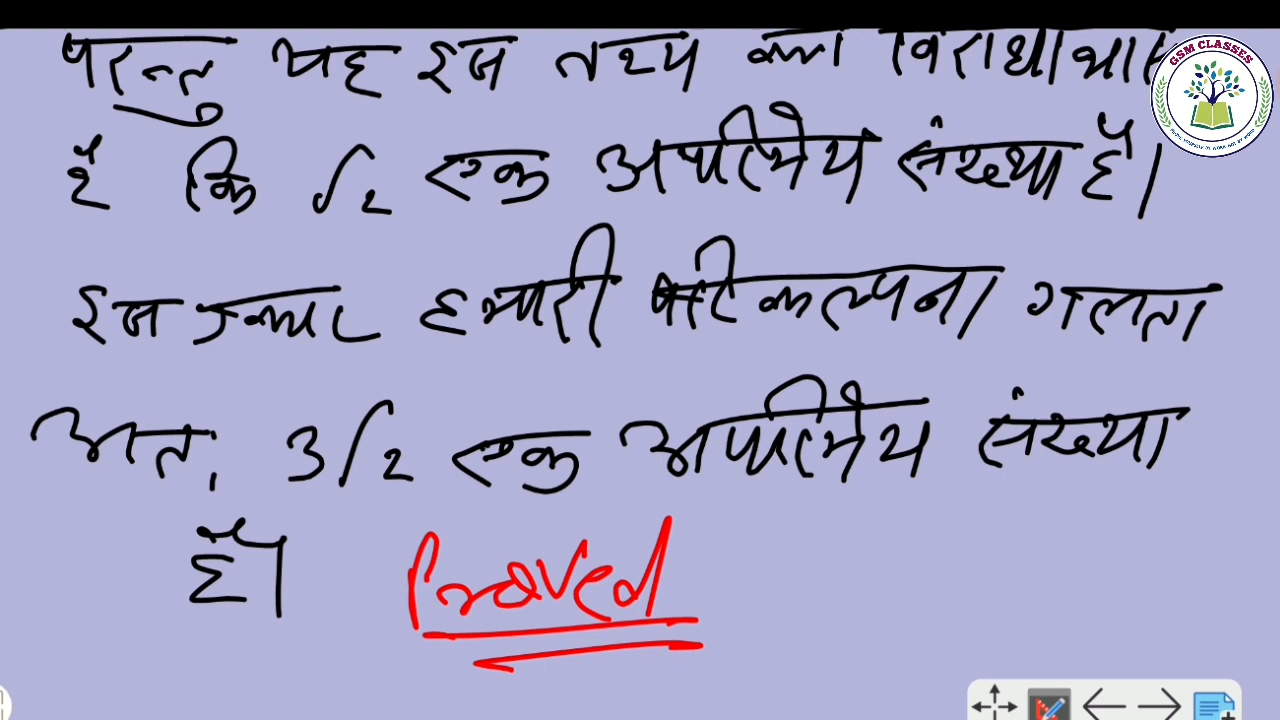 परन्तु यह इस तथ्य का विरोधाभास
है कि √2 एक अपरिमेय संख्या है।
इस प्रकार हमारी परिकल्पना गलत
अतः 3√2 एक अपरिमेय संख्या
है। Proved
GSM CLASSES